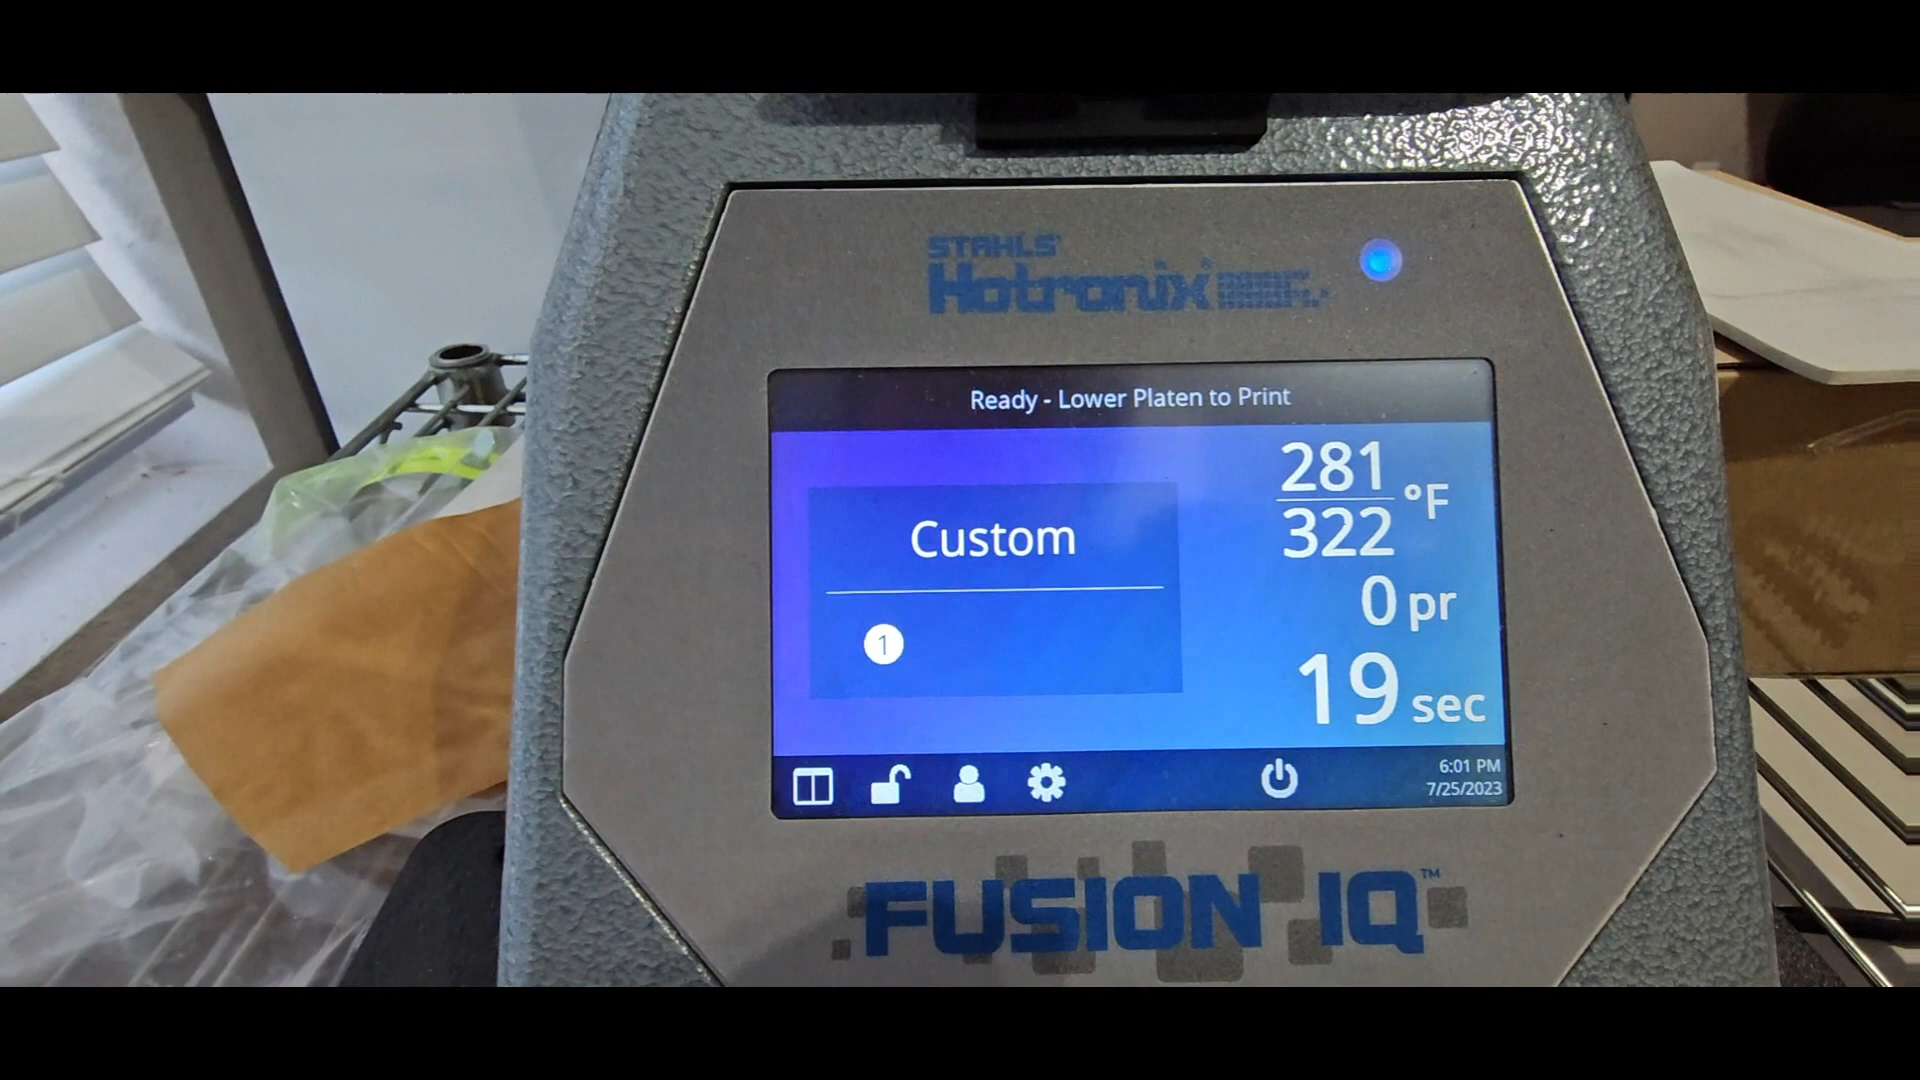 STAHLS'
Hotronix
Ready - Lower Platen to Print
Custom
1
281
322
°F
0 pr
19 sec
6:01 PM
7/25/2023
FUSION IQ™